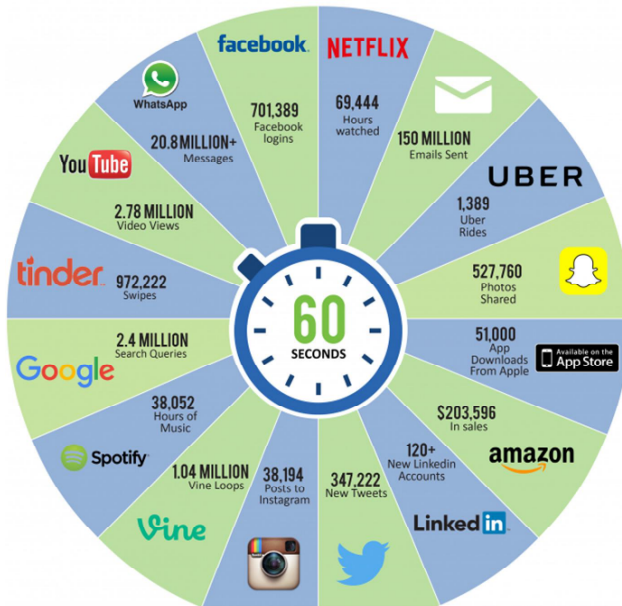 facebook
701,389
Facebook
logins
NETFLIX
69,444
Hours
watched
150 MILLION
Emails Sent
UBER
1,389
Uber
Rides
527,760
Photos
Shared
51,000
App
Downloads
From Apple
Available on the
App Store
$203,596
In sales
amazon
120+
New Linkedin
Accounts
Linked in
347,222
New Tweets
38,194
Posts to
Instagram
1.04 MILLION
Vine Loops
Vine
38,052
Hours of
Music
Spotify
2.4 MILLION
Search Queries
Google
972,222
Swipes
tinder
2.78 MILLION
Video Views
YouTube
WhatsApp
20.8 MILLION+
Messages
60
SECONDS